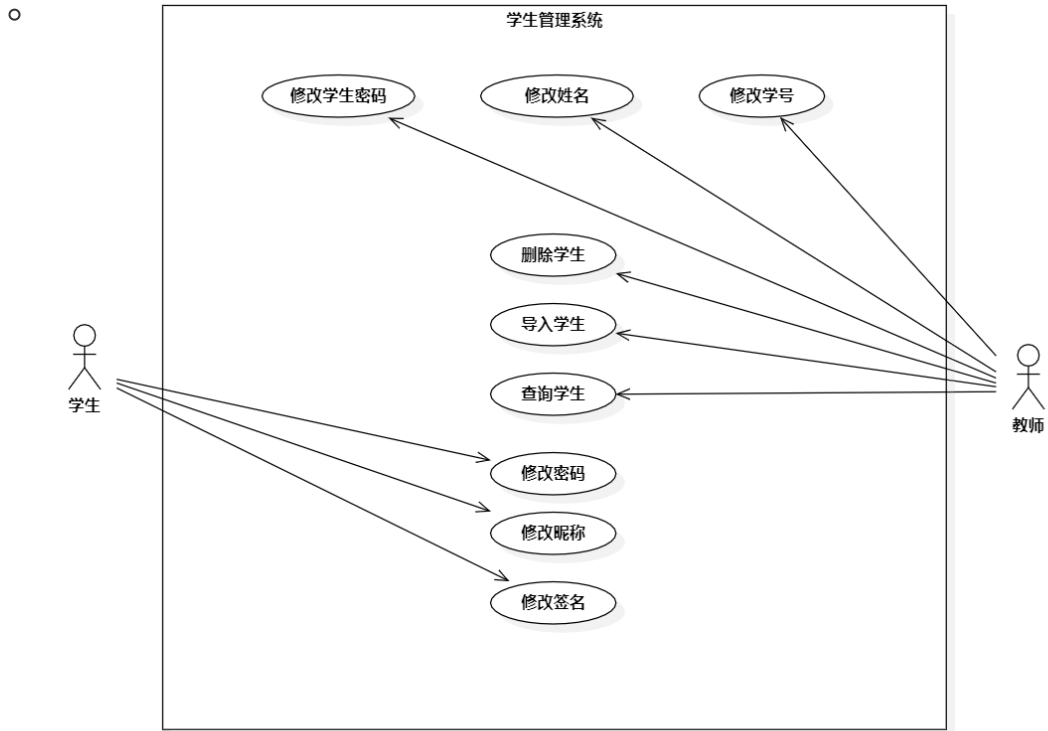 学生管理系统
修改学生密码
修改姓名
修改学号
删除学生
导入学生
查询学生
学生
教师
修改密码
修改昵称
修改签名